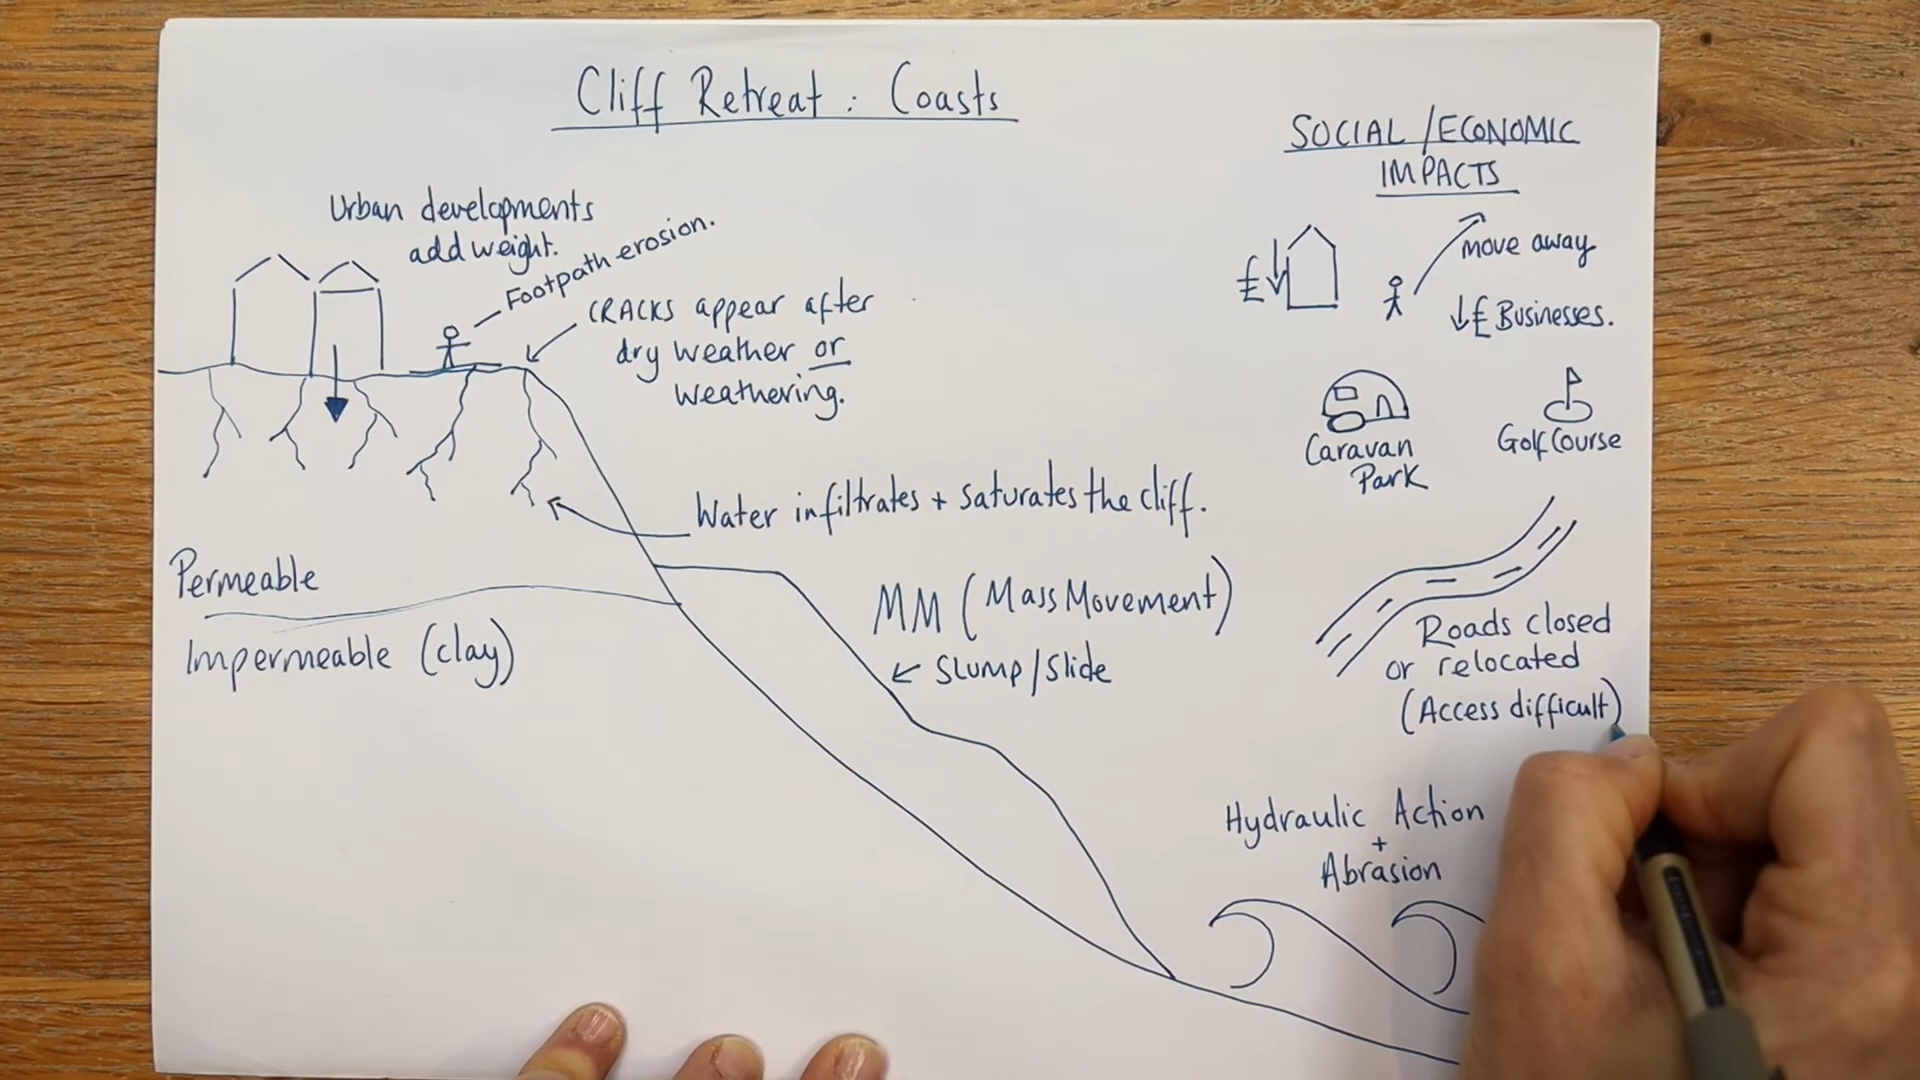 Cliff Retreat : Coasts
Urban developments
add weight.
Footpath erosion.
CRACKS appear after
dry weather or
weathering.
Water infiltrates + saturates the cliff.
Permeable
Impermeable (clay)
MM (Mass Movement)
← Slump/Slide
SOCIAL/ECONOMIC
IMPACTS
£↓
move away
↓£ Businesses.
Caravan
Park
Golf Course
Roads closed
or relocated
(Access difficult)
Hydraulic Action
+
Abrasion